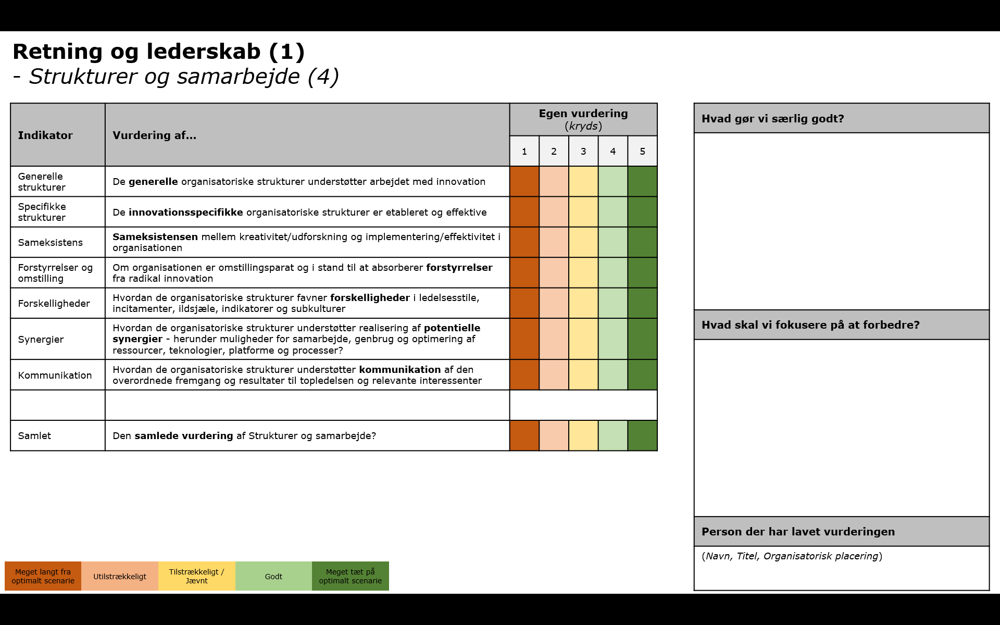 Retning og lederskab (1)
- Strukturer og samarbejde (4)
Indikator
Vurdering af...
Egen vurdering
(kryds)
1 2 3 4 5
Generelle
strukturer
De generelle organisatoriske strukturer understøtter arbejdet med innovation
Specifikke
strukturer
De innovationsspecifikke organisatoriske strukturer er etableret og effektive
Sameksistens
Sameksistensen mellem kreativitet/udforskning og implementering/effektivitet i
organisationen
Forstyrrelser og
omstilling
Om organisationen er omstillingsparat og i stand til at absorberer forstyrrelser
fra radikal innovation
Forskelligheder
Hvordan de organisatoriske strukturer favner forskelligheder i ledelsesstile,
incitamenter, ildsjæle, indikatorer og subkulturer
Synergier
Hvordan de organisatoriske strukturer understøtter realisering af potentielle
synergier - herunder muligheder for samarbejde, genbrug og optimering af
ressourcer, teknologier, platforme og processer?
Kommunikation
Hvordan de organisatoriske strukturer understøtter kommunikation af den
overordnede fremgang og resultater til topledelsen og relevante interessenter
Samlet
Den samlede vurdering af Strukturer og samarbejde?
Hvad gør vi særlig godt?
Hvad skal vi fokusere på at forbedre?
Person der har lavet vurderingen
(Navn, Titel, Organisatorisk placering)
Meget langt fra
optimalt scenarie
Utilstrækkeligt
Tilstrækkeligt /
Jævnt
Godt
Meget tæt på
optimalt scenarie